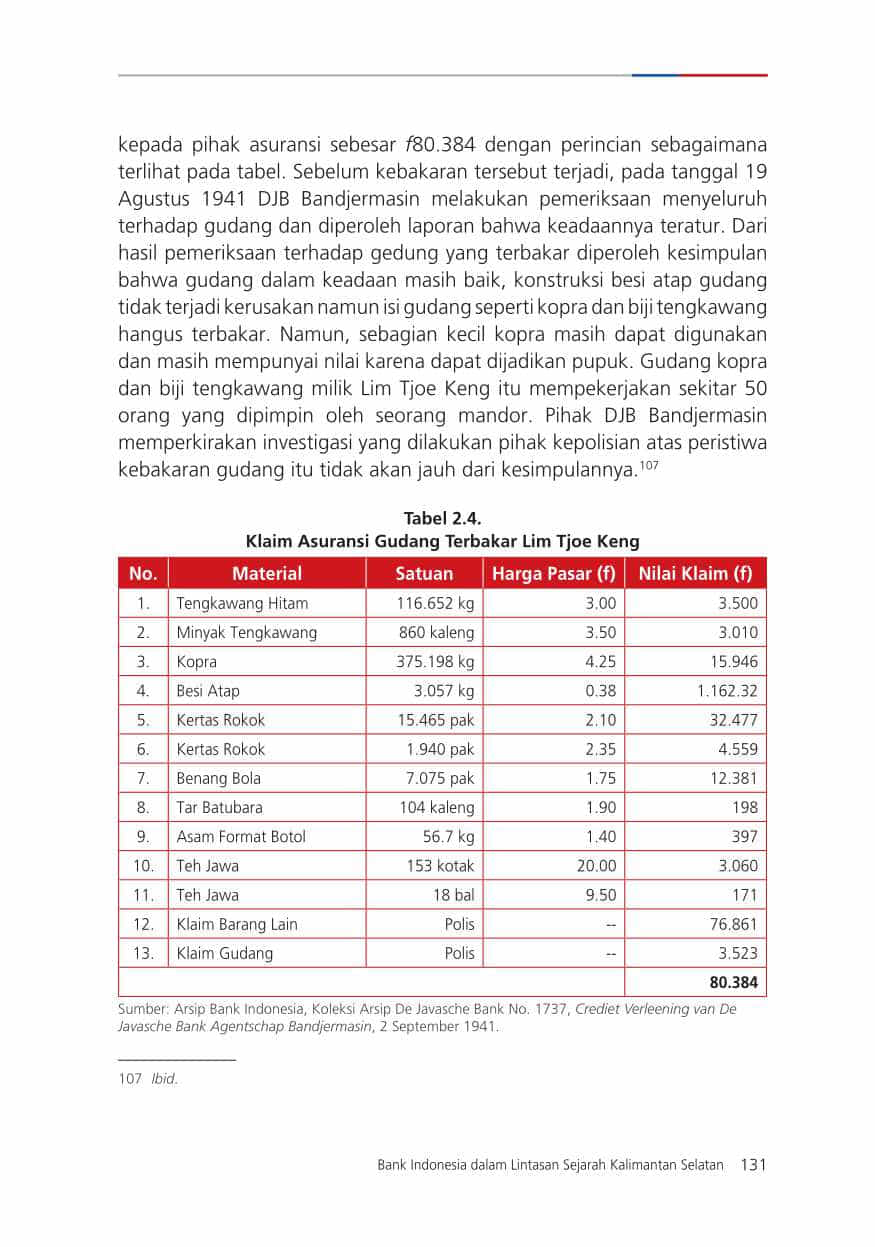 kepada pihak asuransi sebesar f80.384 dengan perincian sebagaimana
terlihat pada tabel. Sebelum kebakaran tersebut terjadi, pada tanggal 19
Agustus 1941 DJB Bandjermasin melakukan pemeriksaan menyeluruh
terhadap gudang dan diperoleh laporan bahwa keadaannya teratur. Dari
hasil pemeriksaan terhadap gedung yang terbakar diperoleh kesimpulan
bahwa gudang dalam keadaan masih baik, konstruksi besi atap gudang
tidak terjadi kerusakan namun isi gudang seperti kopra dan biji tengkawang
hangus terbakar. Namun, sebagian kecil kopra masih dapat digunakan
dan masih mempunyai nilai karena dapat dijadikan pupuk. Gudang kopra
dan biji tengkawang milik Lim Tjoe Keng itu mempekerjakan sekitar 50
orang yang dipimpin oleh seorang mandor. Pihak DJB Bandjermasin
memperkirakan investigasi yang dilakukan pihak kepolisian atas peristiwa
kebakaran gudang itu tidak akan jauh dari kesimpulannya.107
Tabel 2.4.
Klaim Asuransi Gudang Terbakar Lim Tjoe Keng
No. Material Satuan Harga Pasar (f) Nilai Klaim (f)
1. Tengkawang Hitam 116.652 kg 3.00 3.500
2. Minyak Tengkawang 860 kaleng 3.50 3.010
3. Kopra 375.198 kg 4.25 15.946
4. Besi Atap 3.057 kg 0.38 1.162.32
5. Kertas Rokok 15.465 pak 2.10 32.477
6. Kertas Rokok 1.940 pak 2.35 4.559
7. Benang Bola 7.075 pak 1.75 12.381
8. Tar Batubara 104 kaleng 1.90 198
9. Asam Format Botol 56.7 kg 1.40 397
10. Teh Jawa 153 kotak 20.00 3.060
11. Teh Jawa 18 bal 9.50 171
12. Klaim Barang Lain Polis -- 76.861
13. Klaim Gudang Polis -- 3.523
80.384
Sumber: Arsip Bank Indonesia, Koleksi Arsip De Javasche Bank No. 1737, Crediet Verleening van De
Javasche Bank Agentschap Bandjermasin, 2 September 1941.
107 Ibid.
Bank Indonesia dalam Lintasan Sejarah Kalimantan Selatan 131